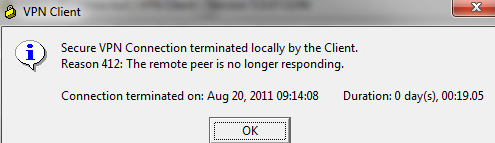 VPN Client
Secure VPN Connection terminated locally by the Client.
Reason 412: The remote peer is no longer responding.
Connection terminated on: Aug 20, 2011 09:14:08 Duration: 0 day(s), 00:19.05
OK